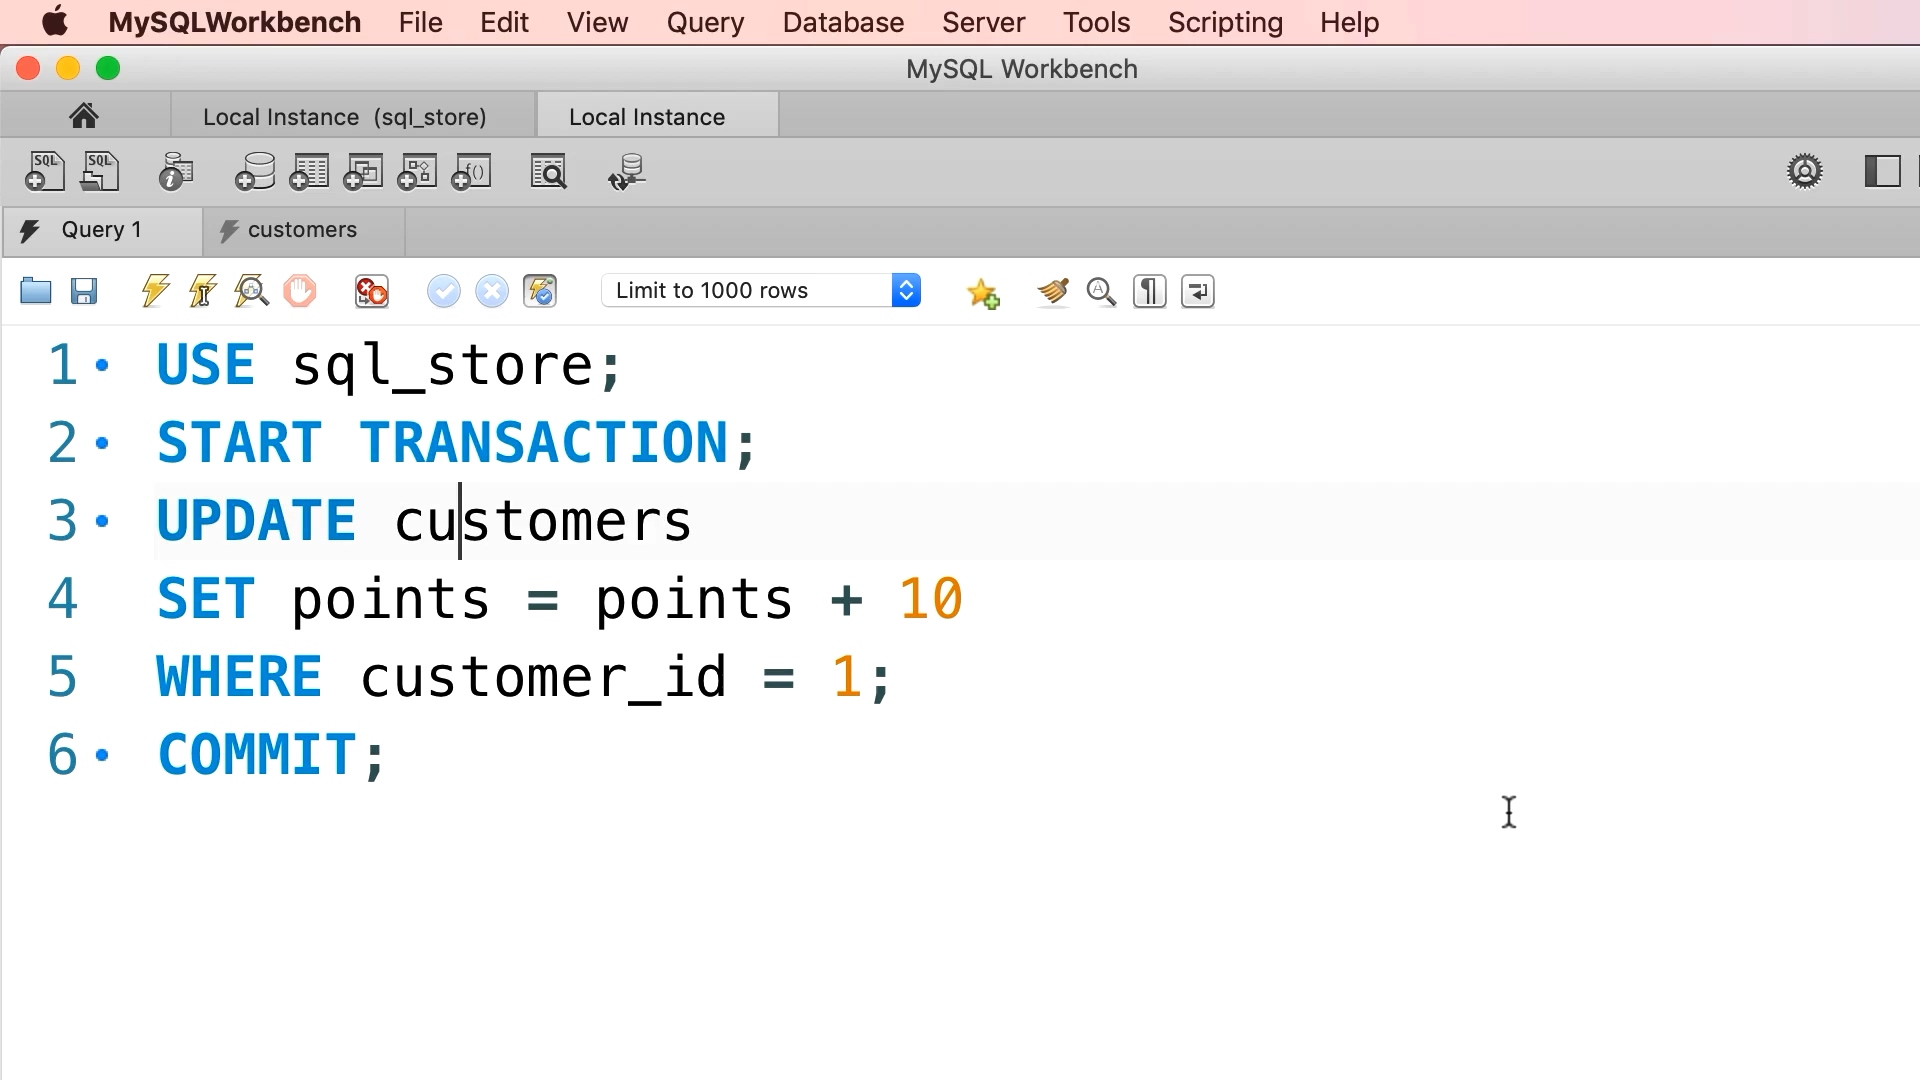 MySQLWorkbench File Edit View Query Database Server Tools Scripting Help
MySQL Workbench
Local Instance (sql_store) Local Instance
SQL SQL f()
Query 1 customers
Limit to 1000 rows
1 USE sql_store;
2 START TRANSACTION;
3 UPDATE customers
4 SET points = points + 10
5 WHERE customer_id = 1;
6 COMMIT;